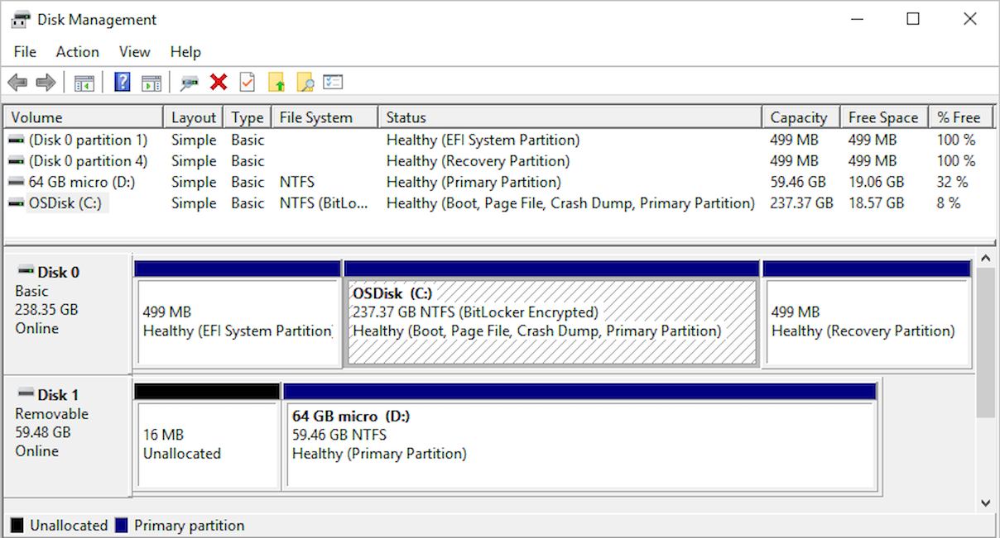 Disk Management
File Action View Help
Volume Layout Type File System Status Capacity Free Space % Free
(Disk 0 partition 1) Simple Basic Healthy (EFI System Partition) 499 MB 499 MB 100 %
(Disk 0 partition 4) Simple Basic Healthy (Recovery Partition) 499 MB 499 MB 100 %
64 GB micro (D:) Simple Basic NTFS Healthy (Primary Partition) 59.46 GB 19.06 GB 32 %
OSDisk (C:) Simple Basic NTFS (BitLo... Healthy (Boot, Page File, Crash Dump, Primary Partition) 237.37 GB 18.57 GB 8 %
Disk 0
Basic
238.35 GB
Online
499 MB
Healthy (EFI System Partition)
OSDisk (C:)
237.37 GB NTFS (BitLocker Encrypted)
Healthy (Boot, Page File, Crash Dump, Primary Partition)
499 MB
Healthy (Recovery Partition)
Disk 1
Removable
59.48 GB
Online
16 MB
Unallocated
64 GB micro (D:)
59.46 GB NTFS
Healthy (Primary Partition)
Unallocated Primary partition